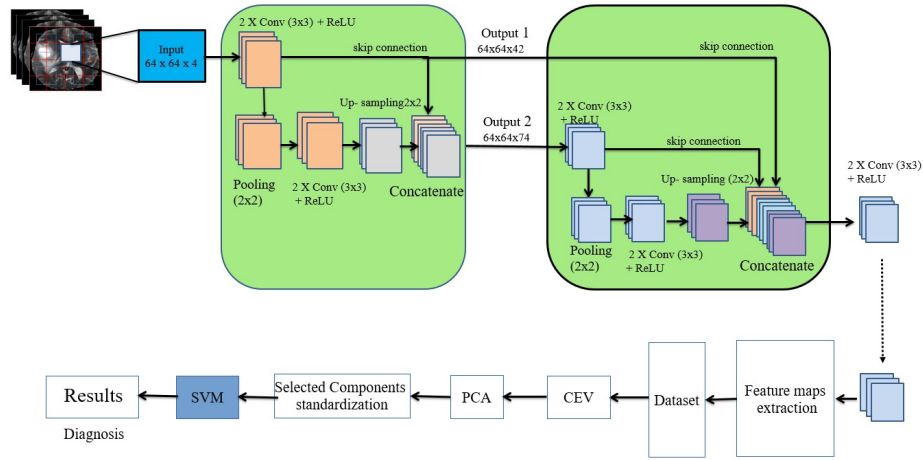 2 X Conv (3x3) + ReLU
Input
64 x 64 x 4
skip connection
Up- sampling2x2
Pooling
(2x2)
2 X Conv (3x3)
+ ReLU
Concatenate
Output 1
64x64x42
Output 2
64x64x74
skip connection
2 X Conv (3x3)
+ ReLU
skip connection
Up- sampling (2x2)
Pooling
(2x2)
2 X Conv (3x3)
+ ReLU
Concatenate
2 X Conv (3x3)
+ ReLU
Results
Diagnosis
SVM
Selected Components
standardization
PCA
CEV
Dataset
Feature maps
extraction